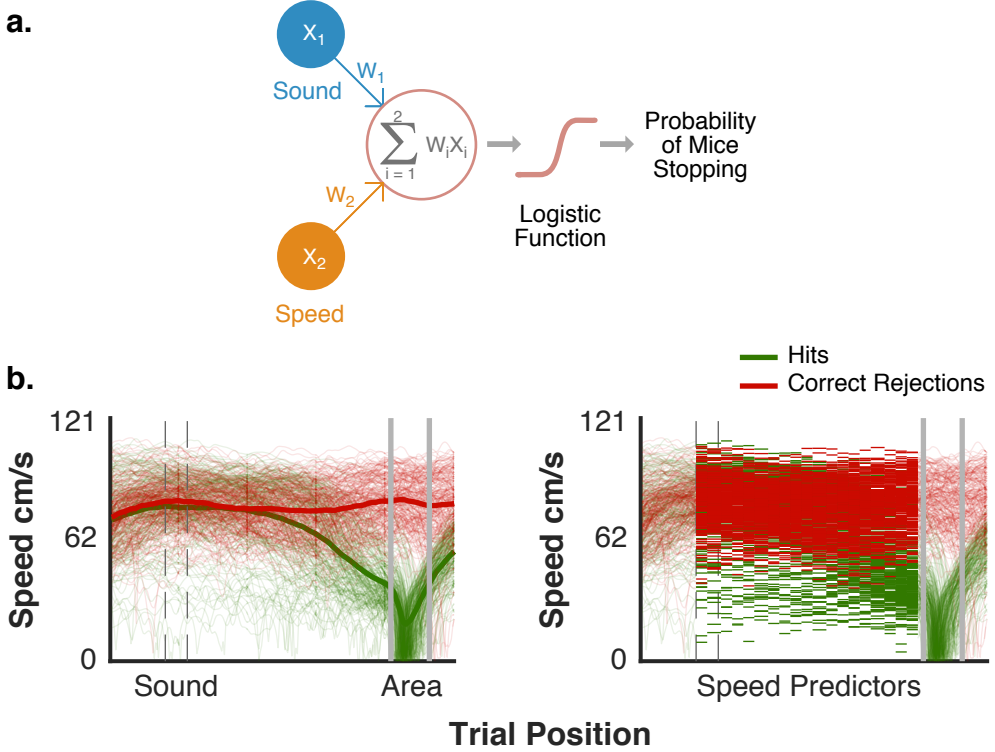 a.
X1
W1
Sound
2
∑ WiXi
i = 1
W2
X2
Speed
Logistic
Function
Probability
of Mice
Stopping
b.
Hits
Correct Rejections
121
62
0
Speed cm/s
Sound
Area
121
62
0
Speed cm/s
Speed Predictors
Trial Position